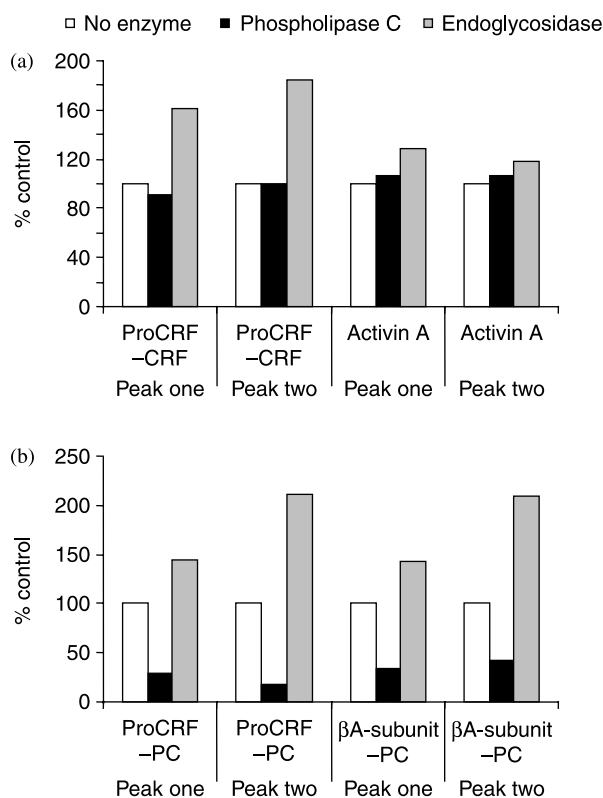 No enzyme Phospholipase C Endoglycosidase
(a)
200
160
120
80
40
0
% control
ProCRF ProCRF Activin A Activin A
–CRF –CRF
Peak one Peak two Peak one Peak two
(b)
250
200
150
100
50
0
% control
ProCRF ProCRF βA-subunit βA-subunit
–PC –PC –PC –PC
Peak one Peak two Peak one Peak two